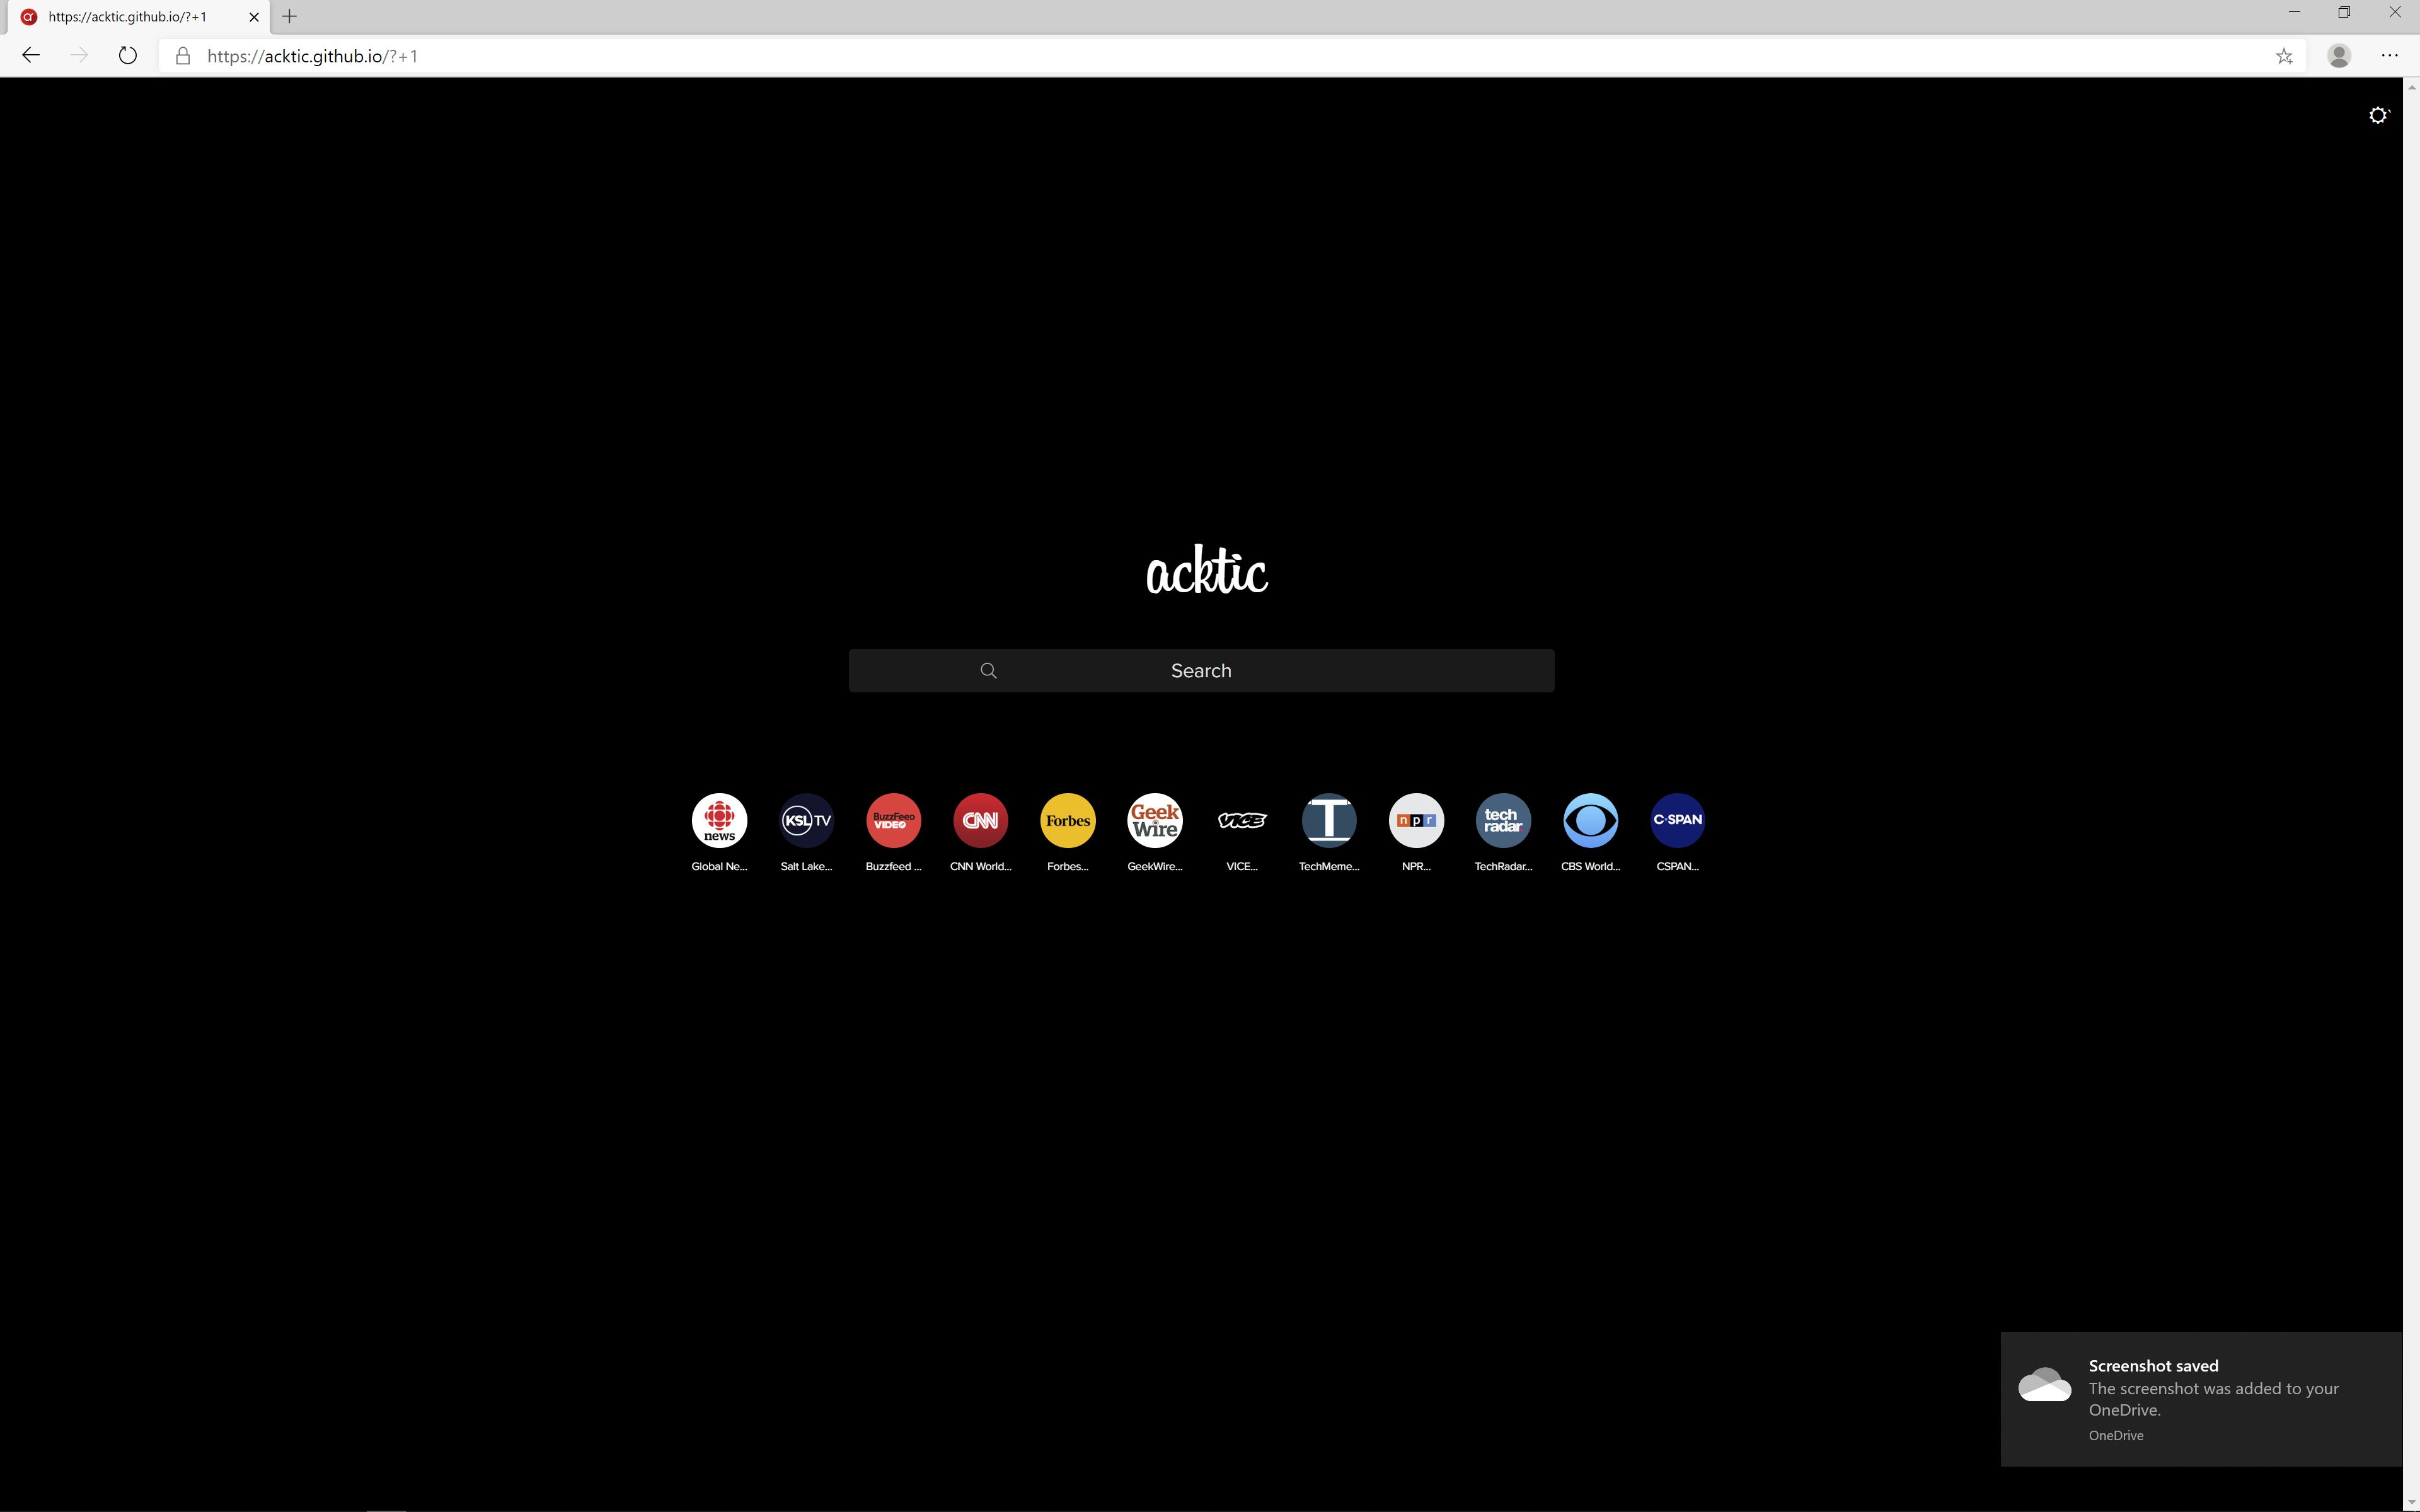 https://acktic.github.io/?+1
https://acktic.github.io/?+1
acktic
Search
news
KSL TV
BuzzFeed
VIDEO
CNN
Forbes
Geek
Wire
VICE
T
npr
tech
radar.
C-SPAN
Global Ne...
Salt Lake...
Buzzfeed ...
CNN World...
Forbes...
GeekWire...
VICE...
TechMeme...
NPR...
TechRadar...
CBS World...
CSPAN...
Screenshot saved
The screenshot was added to your
OneDrive.
OneDrive